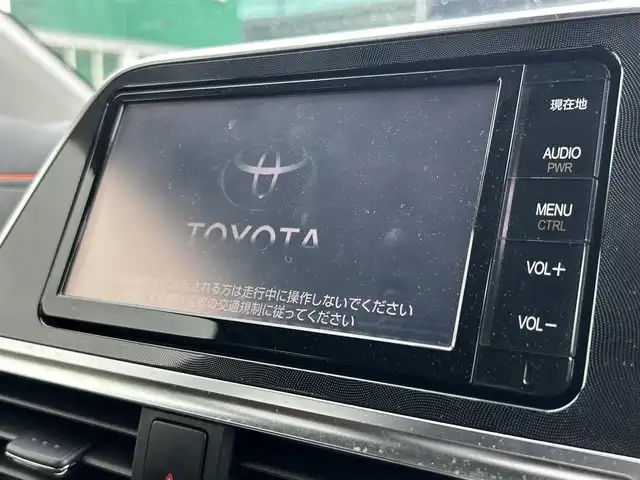 TOYOTA
される方は走行中に操作しないでください
の交通規制に従ってください
現在地
AUDIO
PWR
MENU
CTRL
VOL+
VOL−